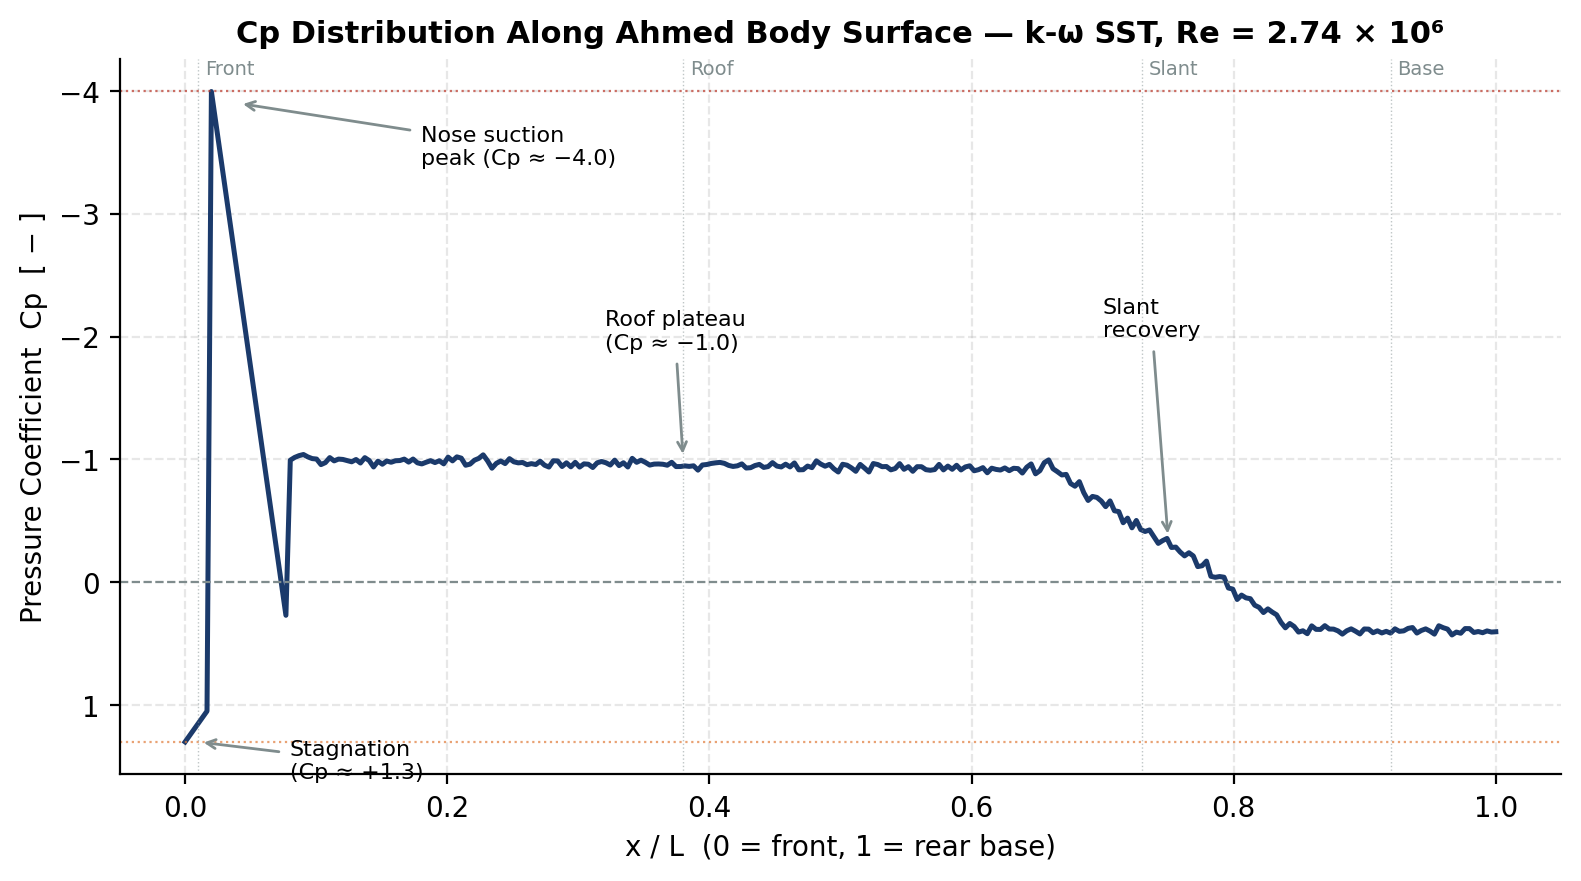 Cp Distribution Along Ahmed Body Surface — k-ω SST, Re = 2.74 × 10⁶
Front
Roof
Slant
Base
−4
−3
−2
−1
0
1
Pressure Coefficient  Cp  [ − ]
Nose suction
peak (Cp ≈ −4.0)
Roof plateau
(Cp ≈ −1.0)
Slant
recovery
Stagnation
(Cp ≈ +1.3)
0.0
0.2
0.4
0.6
0.8
1.0
x / L  (0 = front, 1 = rear base)